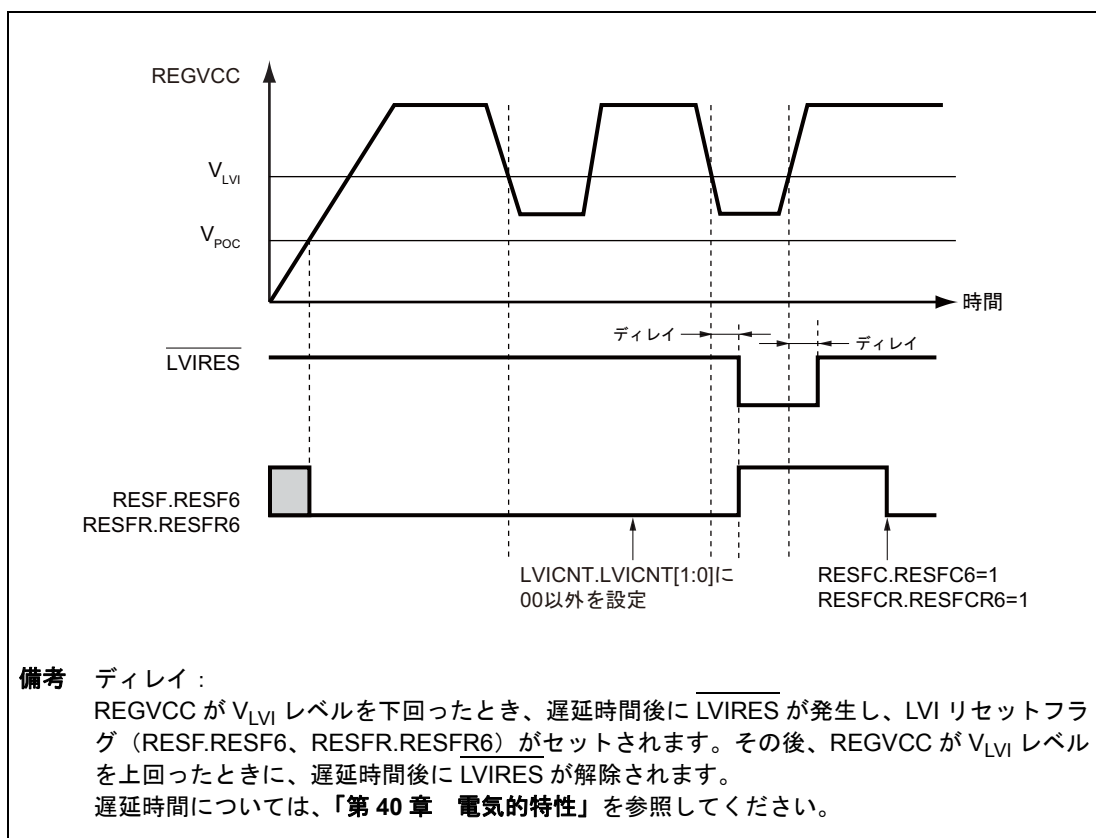 REGVCC
VLVI
VPOC
時間
ディレイ
ディレイ
LVIRES
RESF.RESF6
RESFR.RESFR6
LVICNT.LVICNT[1:0]に
00以外を設定
RESFC.RESFC6=1
RESFCR.RESFCR6=1
備考 ディレイ：
REGVCC が VLVI レベルを下回ったとき、遅延時間後に LVIRES が発生し、LVI リセットフラ
グ（RESF.RESF6、RESFR.RESFR6）がセットされます。その後、REGVCC が VLVI レベル
を上回ったときに、遅延時間後に LVIRES が解除されます。
遅延時間については、「第 40 章 電気的特性」を参照してください。